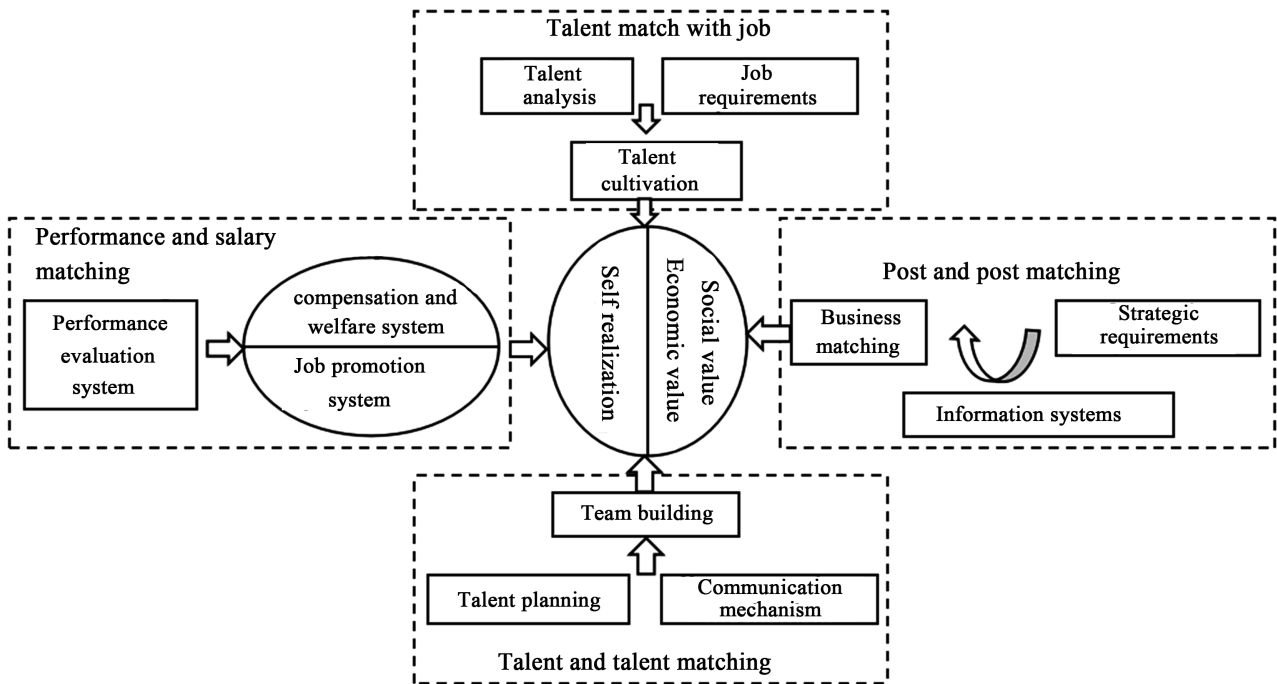 Talent match with job
Talent
analysis
Job
requirements
Talent
cultivation
Performance and salary
matching
Performance
evaluation
system
compensation and
welfare system
Job promotion
system
Self realization
Social value
Economic value
Post and post matching
Business
matching
Strategic
requirements
Information systems
Team building
Talent planning
Communication
mechanism
Talent and talent matching